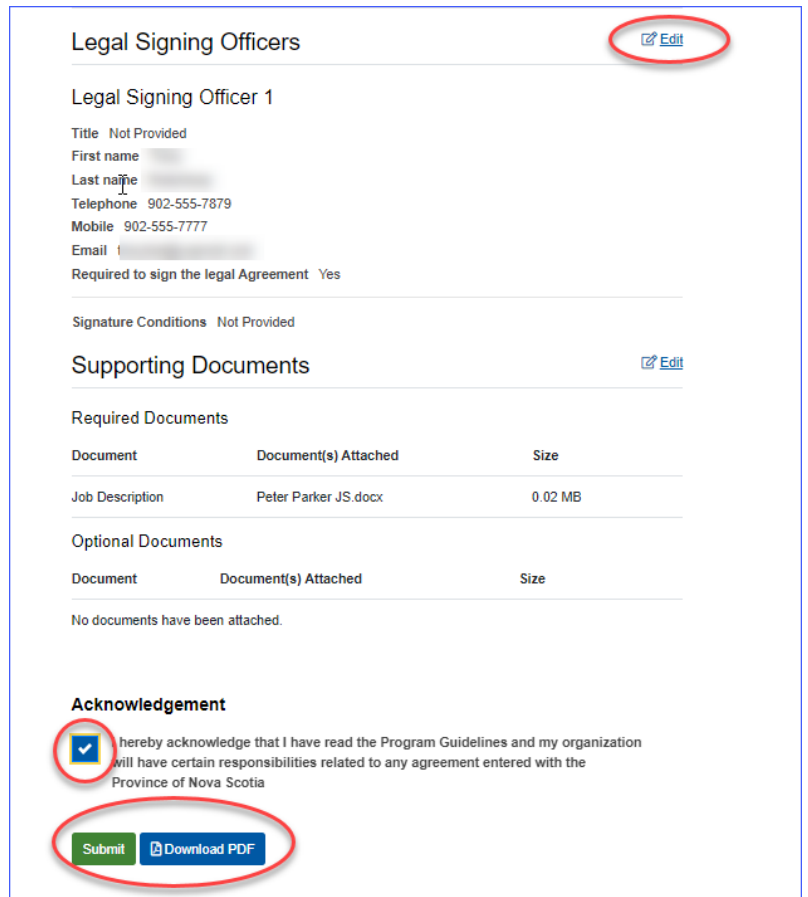 Legal Signing Officers Edit
Legal Signing Officer 1
Title Not Provided
First name
Last name
Telephone 902-555-7879
Mobile 902-555-7777
Email
Required to sign the legal Agreement Yes
Signature Conditions Not Provided
Supporting Documents Edit
Required Documents
Document Document(s) Attached Size
Job Description Peter Parker JS.docx 0.02 MB
Optional Documents
Document Document(s) Attached Size
No documents have been attached.
Acknowledgement
I hereby acknowledge that I have read the Program Guidelines and my organization
will have certain responsibilities related to any agreement entered with the
Province of Nova Scotia
Submit Download PDF